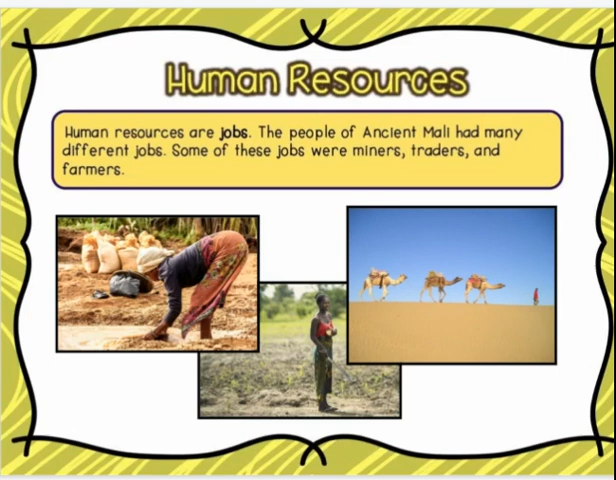 Human Resources
Human resources are jobs. The people of Ancient Mali had many
different jobs. Some of these jobs were miners, traders, and
farmers.